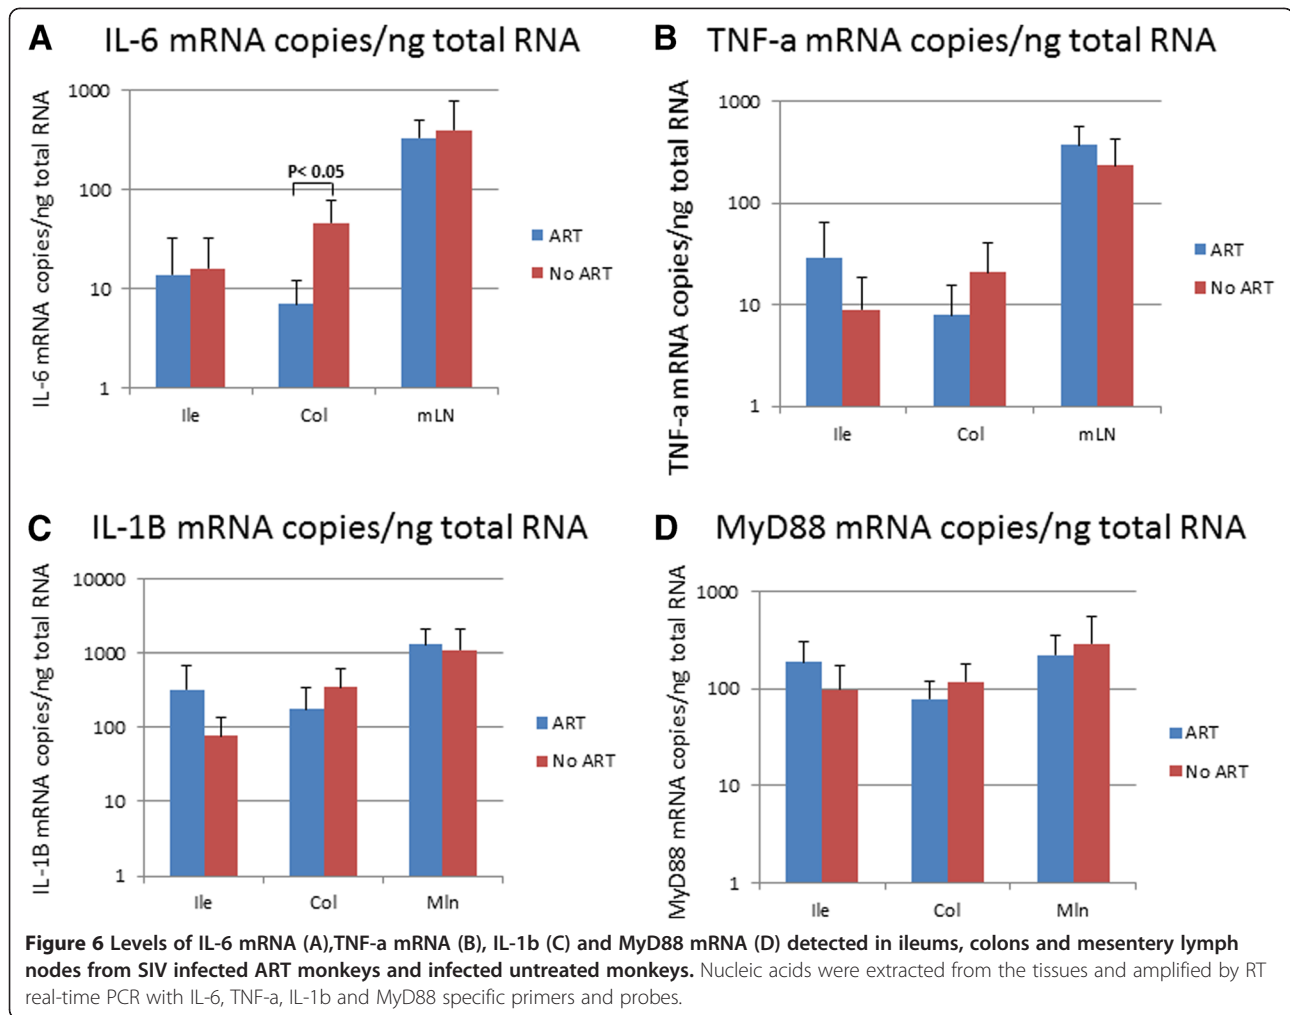 A IL-6 mRNA copies/ng total RNA
IL-6 mRNA copies/ng total RNA
1000
100
10
1
P< 0.05
Ile Col mLN
ART
No ART
B TNF-a mRNA copies/ng total RNA
TNF-a mRNA copies/ng total RNA
1000
100
10
1
Ile Col mLN
ART
No ART
C IL-1B mRNA copies/ng total RNA
IL-1B mRNA copies/ng total RNA
10000
1000
100
10
1
Ile Col Mln
ART
No ART
D MyD88 mRNA copies/ng total RNA
MyD88 mRNA copies/ng total RNA
1000
100
10
1
Ile Col Mln
ART
No ART
Figure 6 Levels of IL-6 mRNA (A),TNF-a mRNA (B), IL-1b (C) and MyD88 mRNA (D) detected in ileums, colons and mesentery lymph
nodes from SIV infected ART monkeys and infected untreated monkeys. Nucleic acids were extracted from the tissues and amplified by RT
real-time PCR with IL-6, TNF-a, IL-1b and MyD88 specific primers and probes.